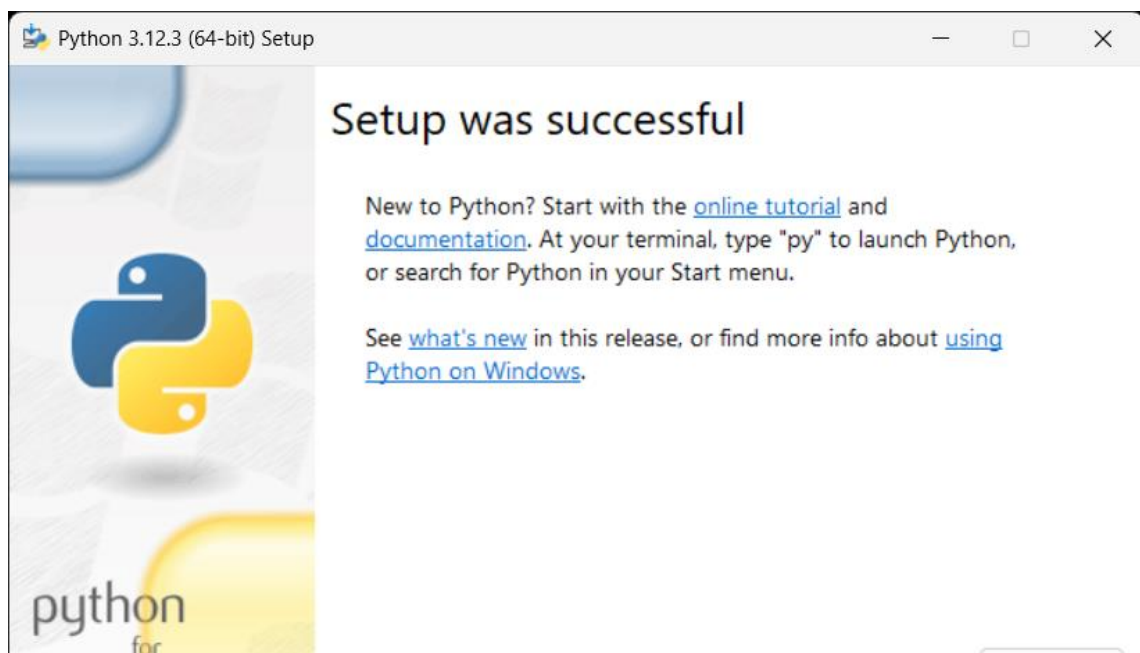 Python 3.12.3 (64-bit) Setup
Setup was successful
New to Python? Start with the online tutorial and
documentation. At your terminal, type "py" to launch Python,
or search for Python in your Start menu.
See what's new in this release, or find more info about using
Python on Windows.
python
for